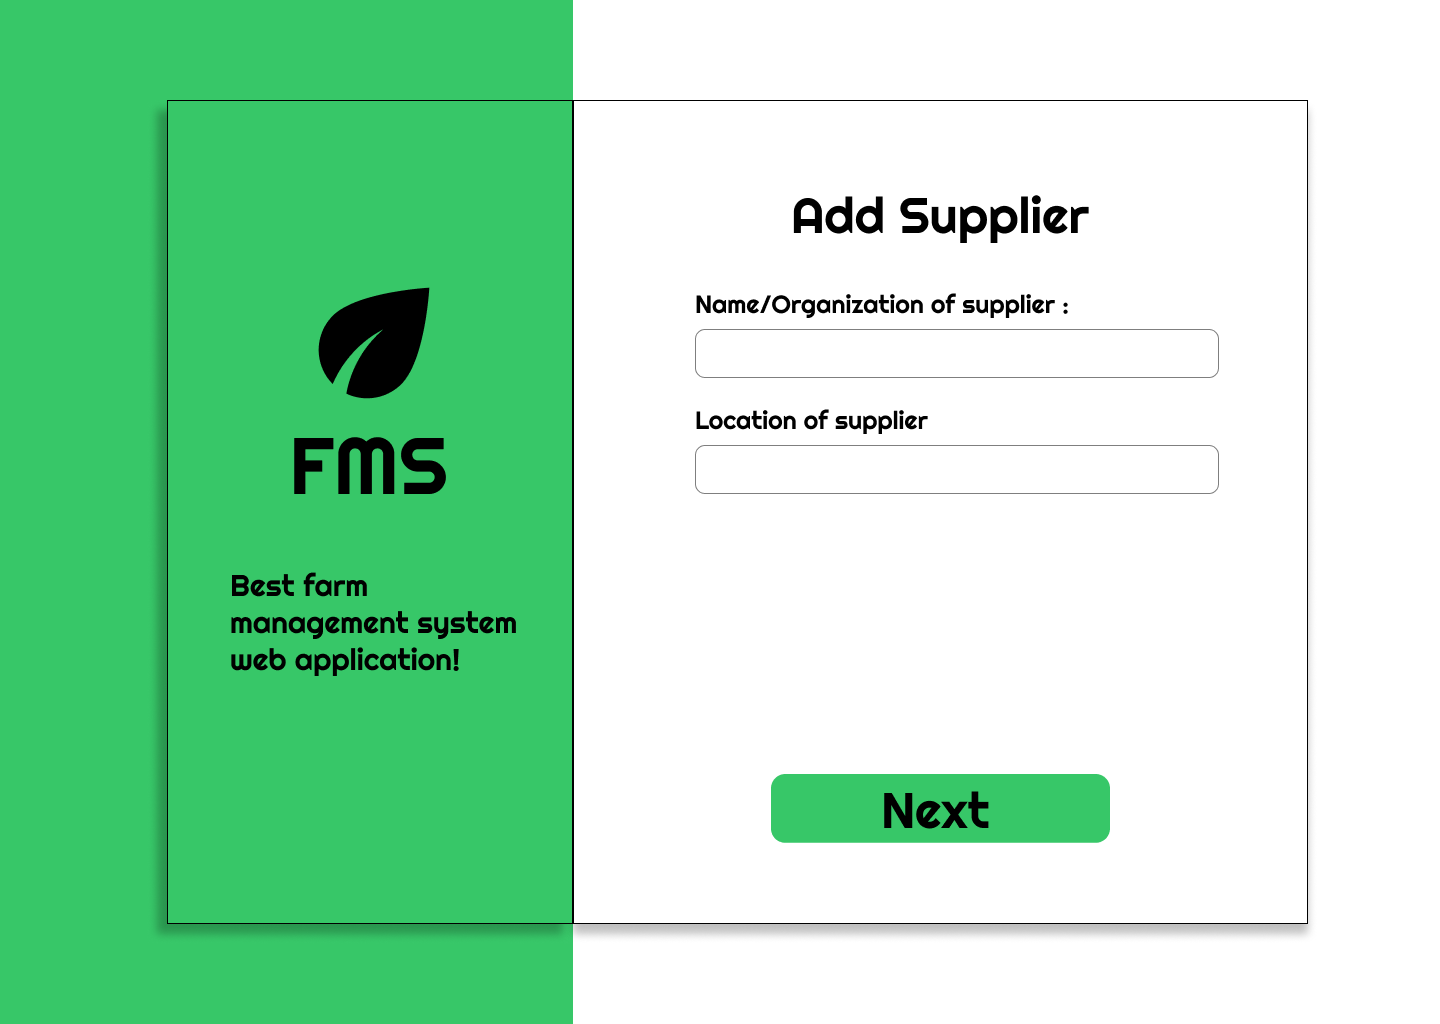 FMS
Best farm
management system
web application!
Add Supplier
Name/Organization of supplier :
Location of supplier
Next